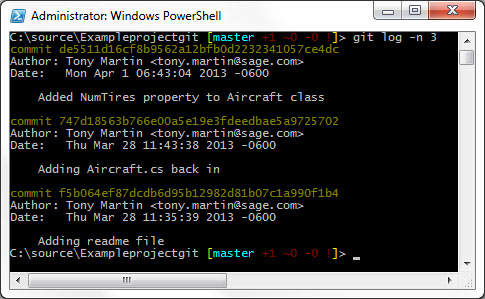 Administrator: Windows PowerShell
C:\source\Exampleprojectgit [master +1 ~0 -0 !]> git log -n 3
commit de5511d16cf8b9562a12bfb0d2232341057ce4dc
Author: Tony Martin <tony.martin@sage.com>
Date:   Mon Apr 1 06:43:04 2013 -0600
    Added NumTires property to Aircraft class
commit 747d18563b766e00a5e19e3fdeedbae5a9725702
Author: Tony Martin <tony.martin@sage.com>
Date:   Thu Mar 28 11:43:38 2013 -0600
    Adding Aircraft.cs back in
commit f5b064ef87dcdb6d95b12982d81b07c1a990f1b4
Author: Tony Martin <tony.martin@sage.com>
Date:   Thu Mar 28 11:35:39 2013 -0600
    Adding readme file
C:\source\Exampleprojectgit [master +1 ~0 -0 !]> _